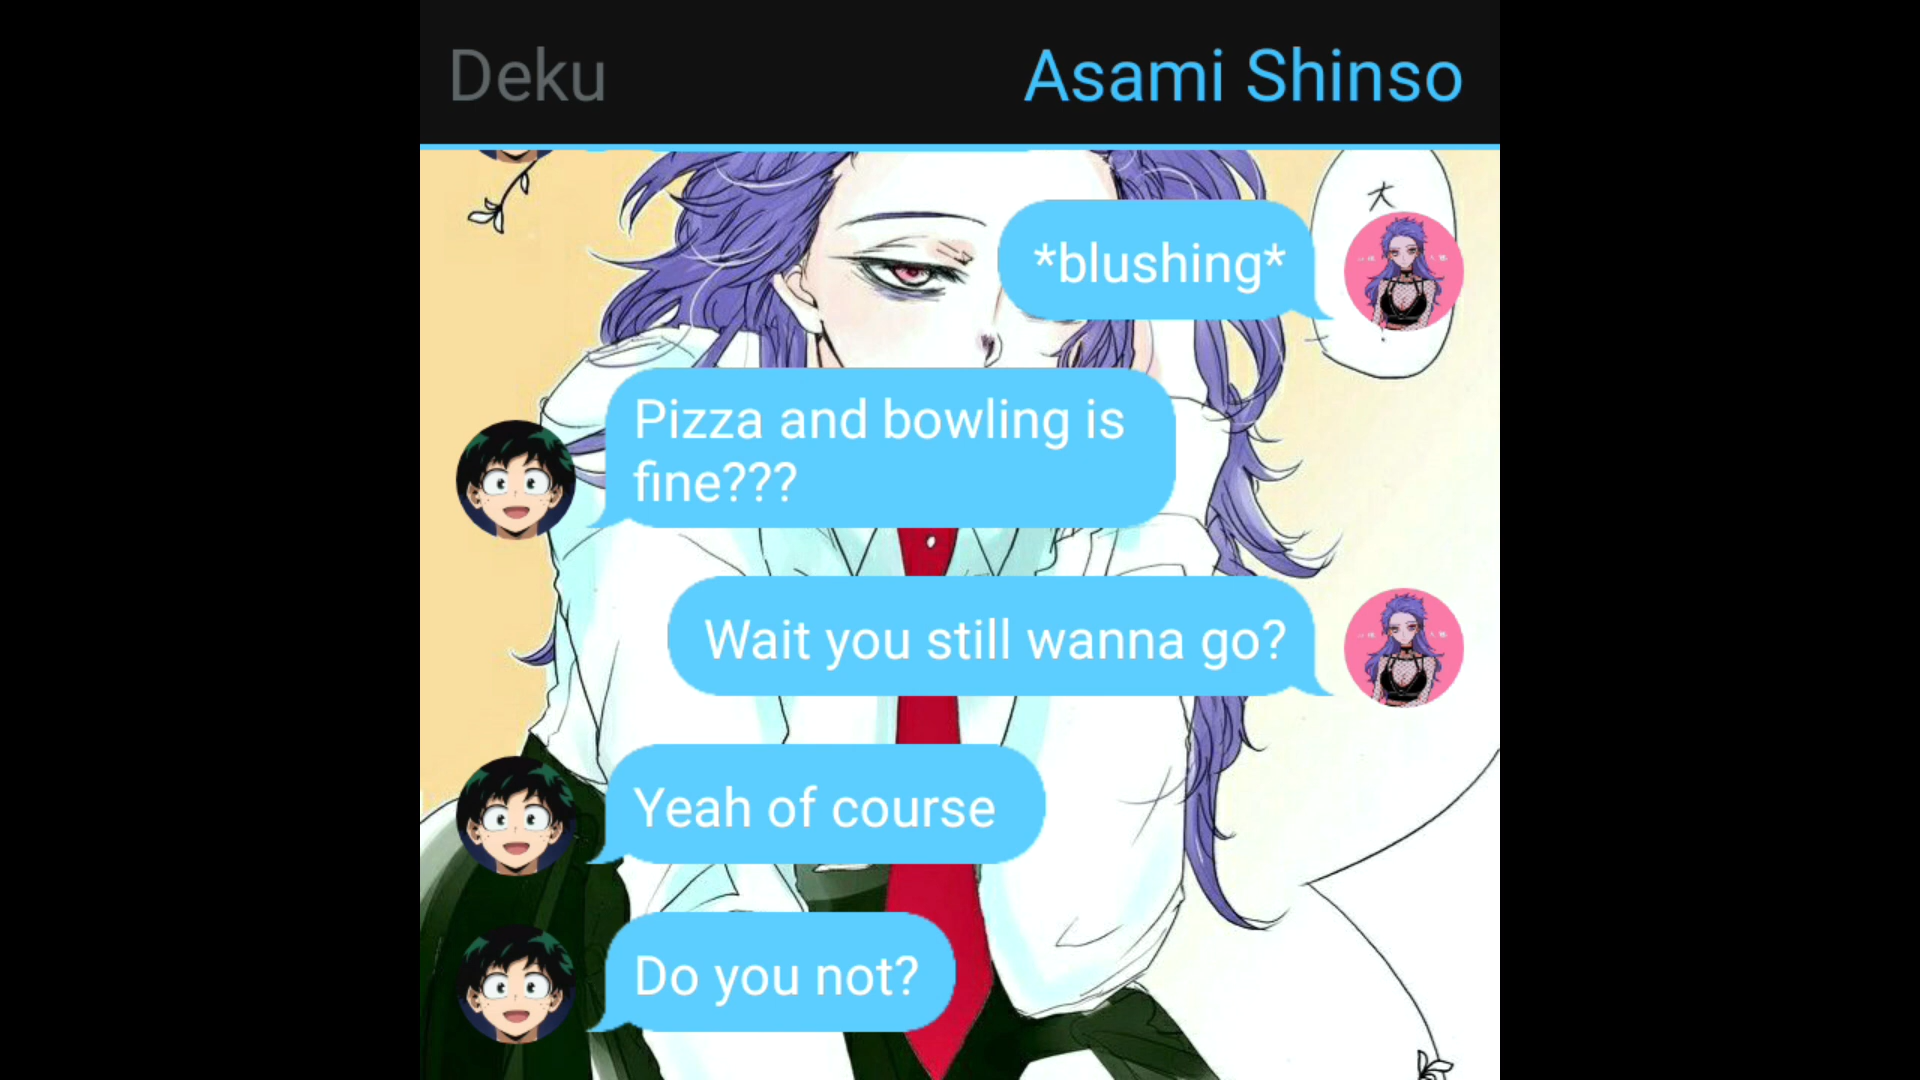 Deku
Asami Shinso
大
*blushing*
Pizza and bowling is
fine???
Wait you still wanna go?
Yeah of course
Do you not?